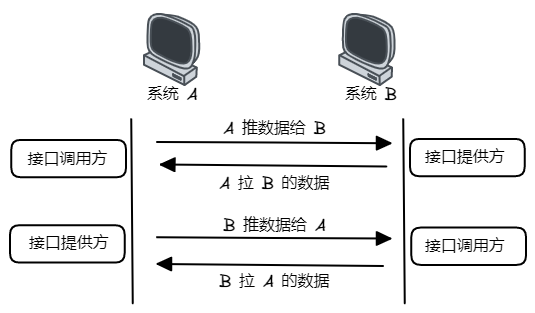 系统 A
系统 B
A 推数据给 B
接口调用方
接口提供方
A 拉 B 的数据
B 推数据给 A
接口提供方
接口调用方
B 拉 A 的数据